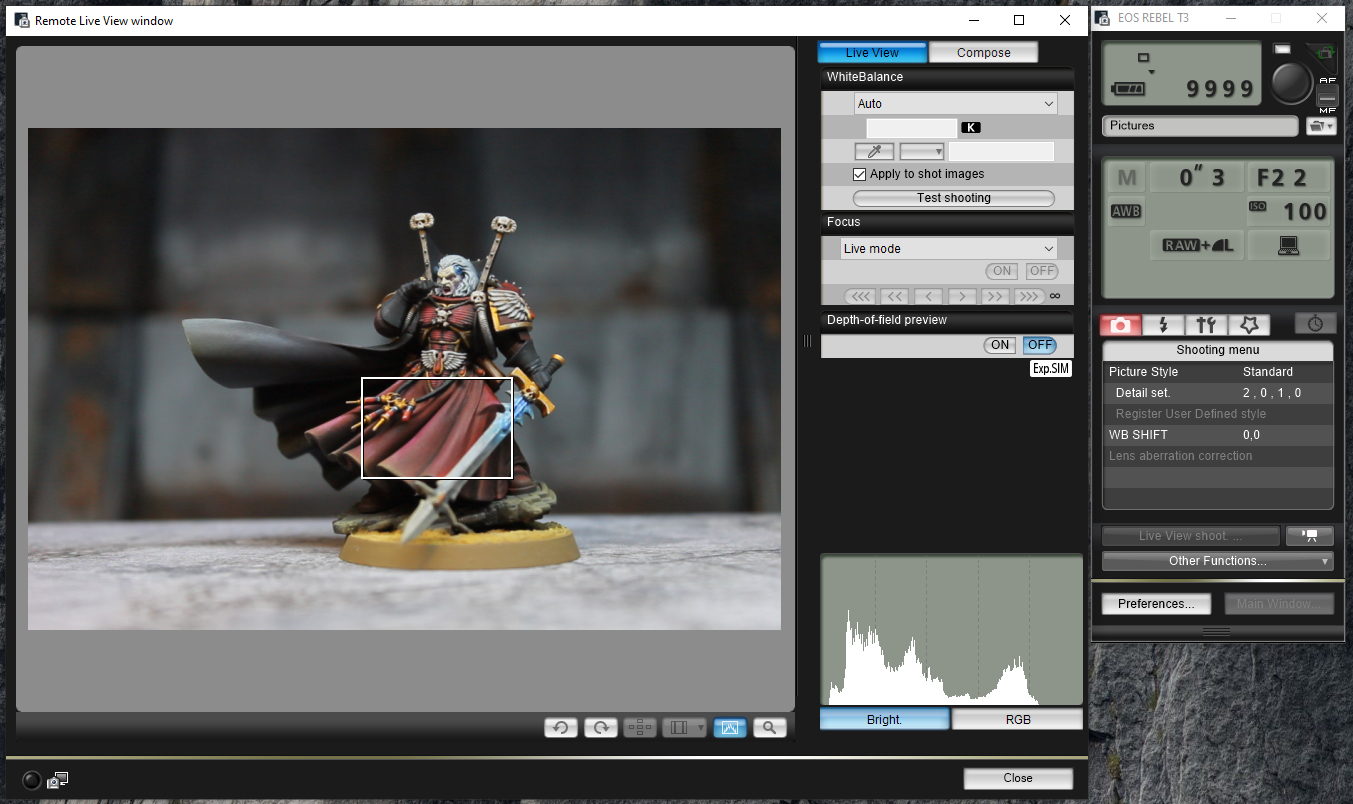 Remote Live View window
Live View
Compose
WhiteBalance
Auto
K
Apply to shot images
Test shooting
Focus
Live mode
ON
OFF
<<<
<<
<
>
>>
>>>
∞
Depth-of-field preview
ON
OFF
Exp.SIM
Bright.
RGB
Close
EOS REBEL T3
9999
AF
MF
Pictures
M
0"3
F22
AWB
ISO
100
RAW+L
Shooting menu
Picture Style
Standard
Detail set.
2 , 0 , 1 , 0
Register User Defined style
WB SHIFT
0,0
Lens aberration correction
Live View shoot. ...
Other Functions...
Preferences...
Main Window...